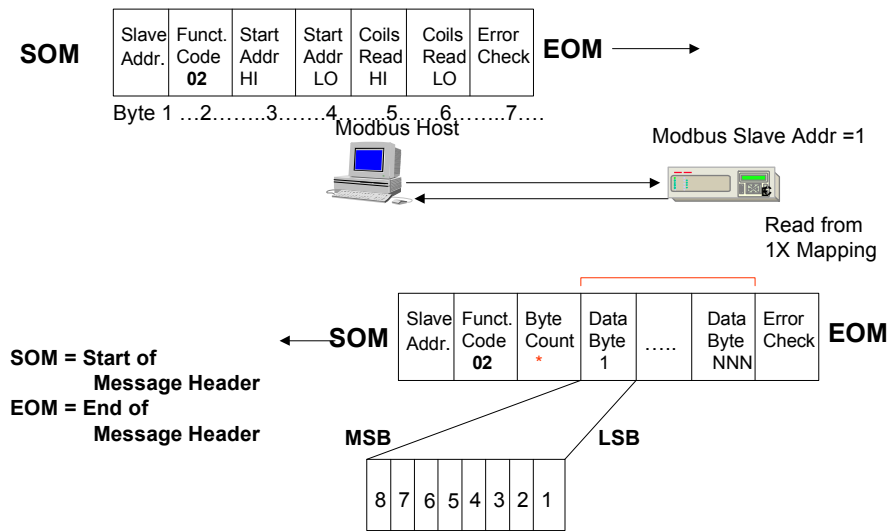 SOM
Slave Funct. Start Start Coils Coils Error
Addr. Code Addr Addr Read Read Check
02 HI LO HI LO
EOM
Byte 1 …2……..3…….4…….5……6……..7….
Modbus Host
Modbus Slave Addr =1
Read from
1X Mapping
SOM
Slave Funct. Byte Data Data Error
Addr. Code Count Byte ….. Byte Check
02 * 1 NNN
EOM
SOM = Start of
Message Header
EOM = End of
Message Header
MSB
LSB
8 7 6 5 4 3 2 1